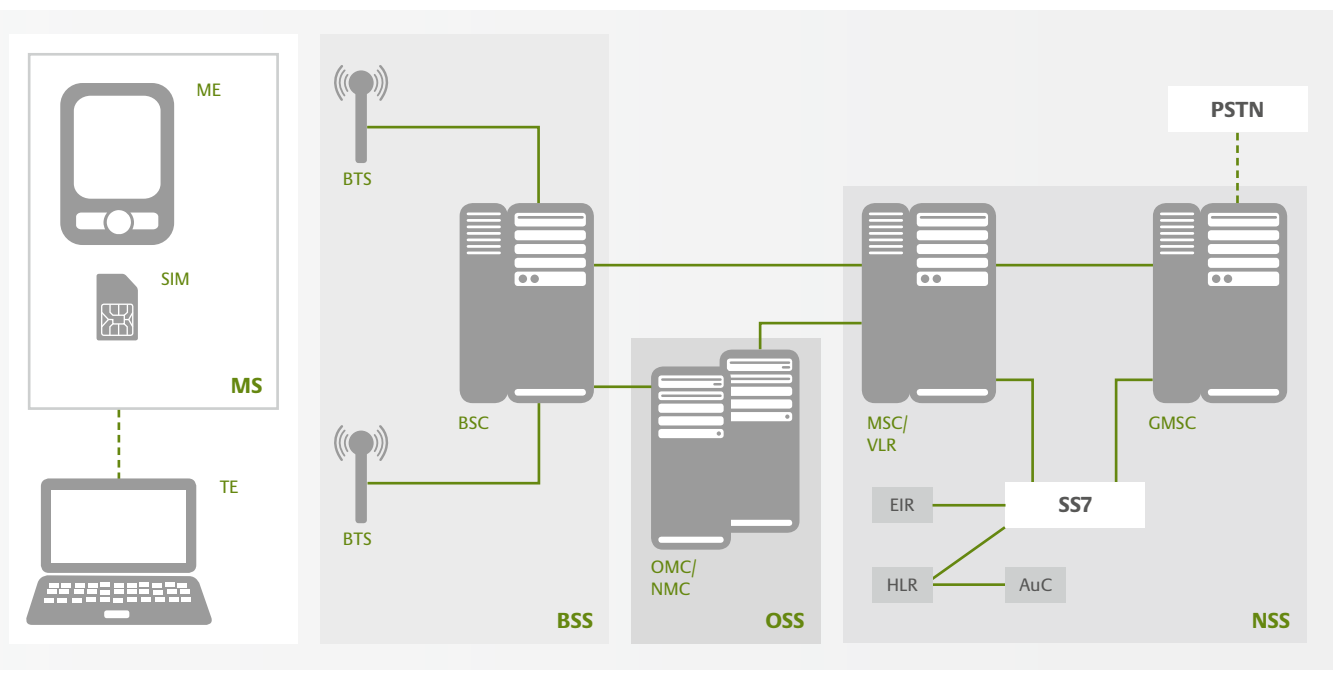 ME
SIM
MS
TE
BTS
BSC
BTS
BSS
OMC/
NMC
OSS
PSTN
MSC/
VLR
GMSC
EIR
SS7
HLR
AuC
NSS